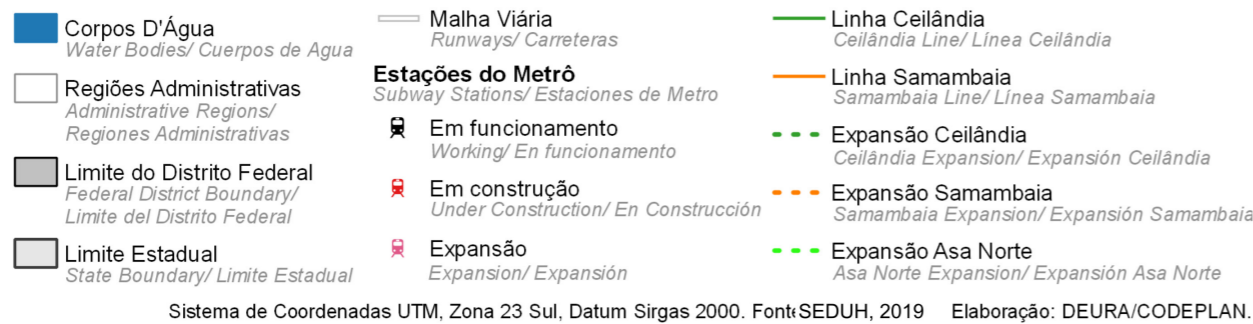 Corpos D'Água
Water Bodies/ Cuerpos de Agua
Regiões Administrativas
Administrative Regions/
Regiones Administrativas
Limite do Distrito Federal
Federal District Boundary/
Limite del Distrito Federal
Limite Estadual
State Boundary/ Limite Estadual
Malha Viária
Runways/ Carreteras
Estações do Metrô
Subway Stations/ Estaciones de Metro
Em funcionamento
Working/ En funcionamento
Em construção
Under Construction/ En Construcción
Expansão
Expansion/ Expansión
Linha Ceilândia
Ceilândia Line/ Línea Ceilândia
Linha Samambaia
Samambaia Line/ Línea Samambaia
Expansão Ceilândia
Ceilândia Expansion/ Expansión Ceilândia
Expansão Samambaia
Samambaia Expansion/ Expansión Samambaia
Expansão Asa Norte
Asa Norte Expansion/ Expansión Asa Norte
Sistema de Coordenadas UTM, Zona 23 Sul, Datum Sirgas 2000. Fonte SEDUH, 2019 Elaboração: DEURA/CODEPLAN.